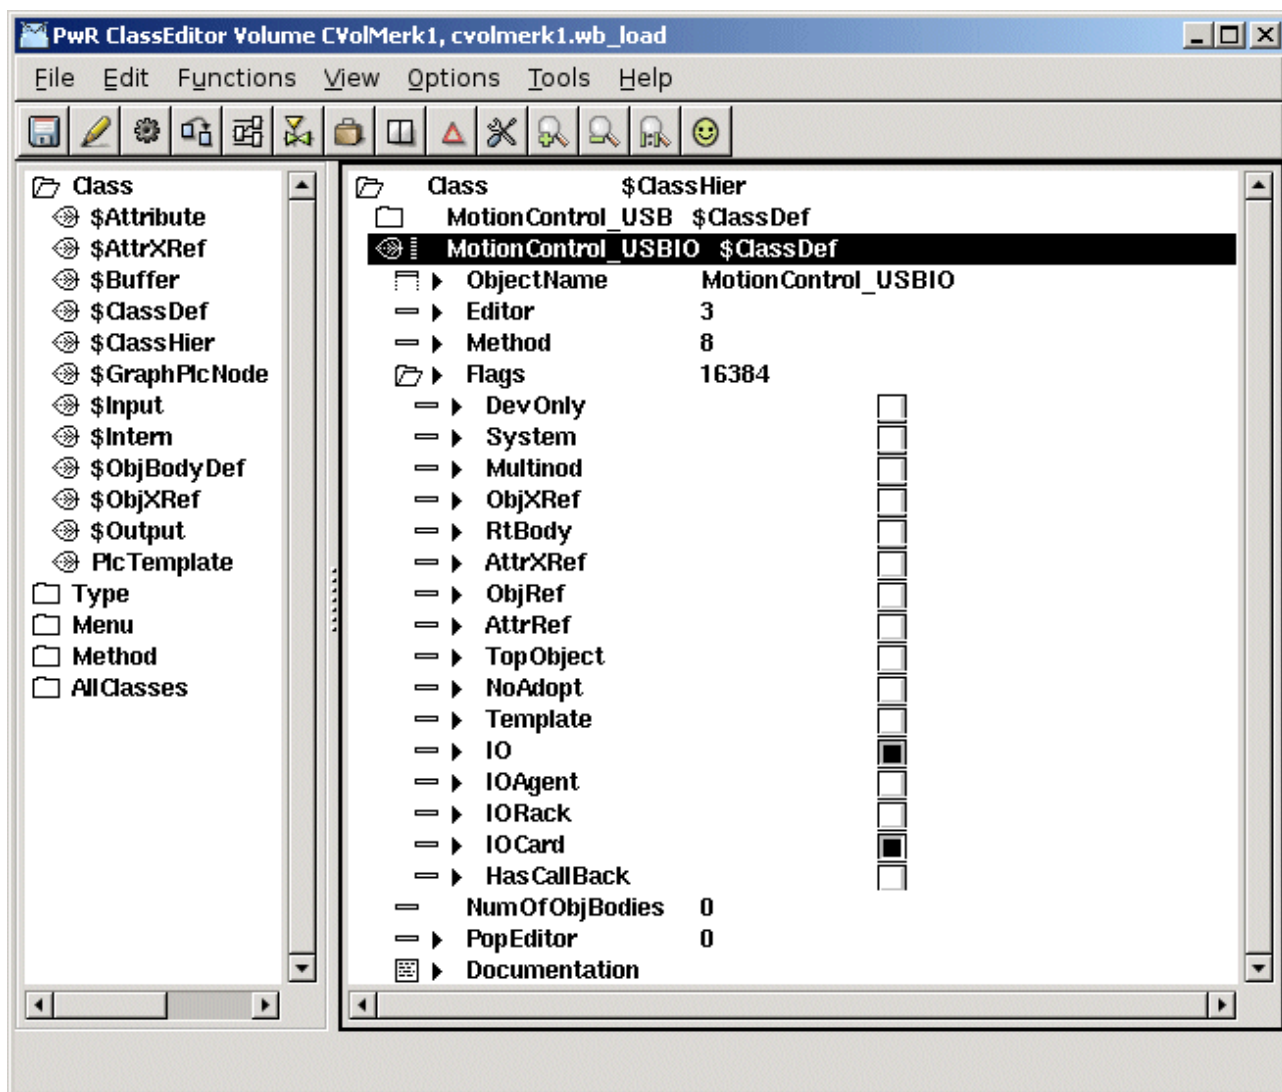 PwR ClassEditor Volume CVolMerk1, cvolmerk1.wb_load
File Edit Functions View Options Tools Help
Class
$Attribute
$AttrXRef
$Buffer
$ClassDef
$ClassHier
$GraphPlcNode
$Input
$Intern
$ObjBodyDef
$ObjXRef
$Output
PlcTemplate
Type
Menu
Method
AllClasses
Class $ClassHier
MotionControl_USB $ClassDef
MotionControl_USBIO $ClassDef
ObjectName MotionControl_USBIO
Editor 3
Method 8
Flags 16384
DevOnly
System
Multinod
ObjXRef
RtBody
AttrXRef
ObjRef
AttrRef
TopObject
NoAdopt
Template
IO
IOAgent
IORack
IOCard
HasCallBack
NumOfObjBodies 0
PopEditor 0
Documentation